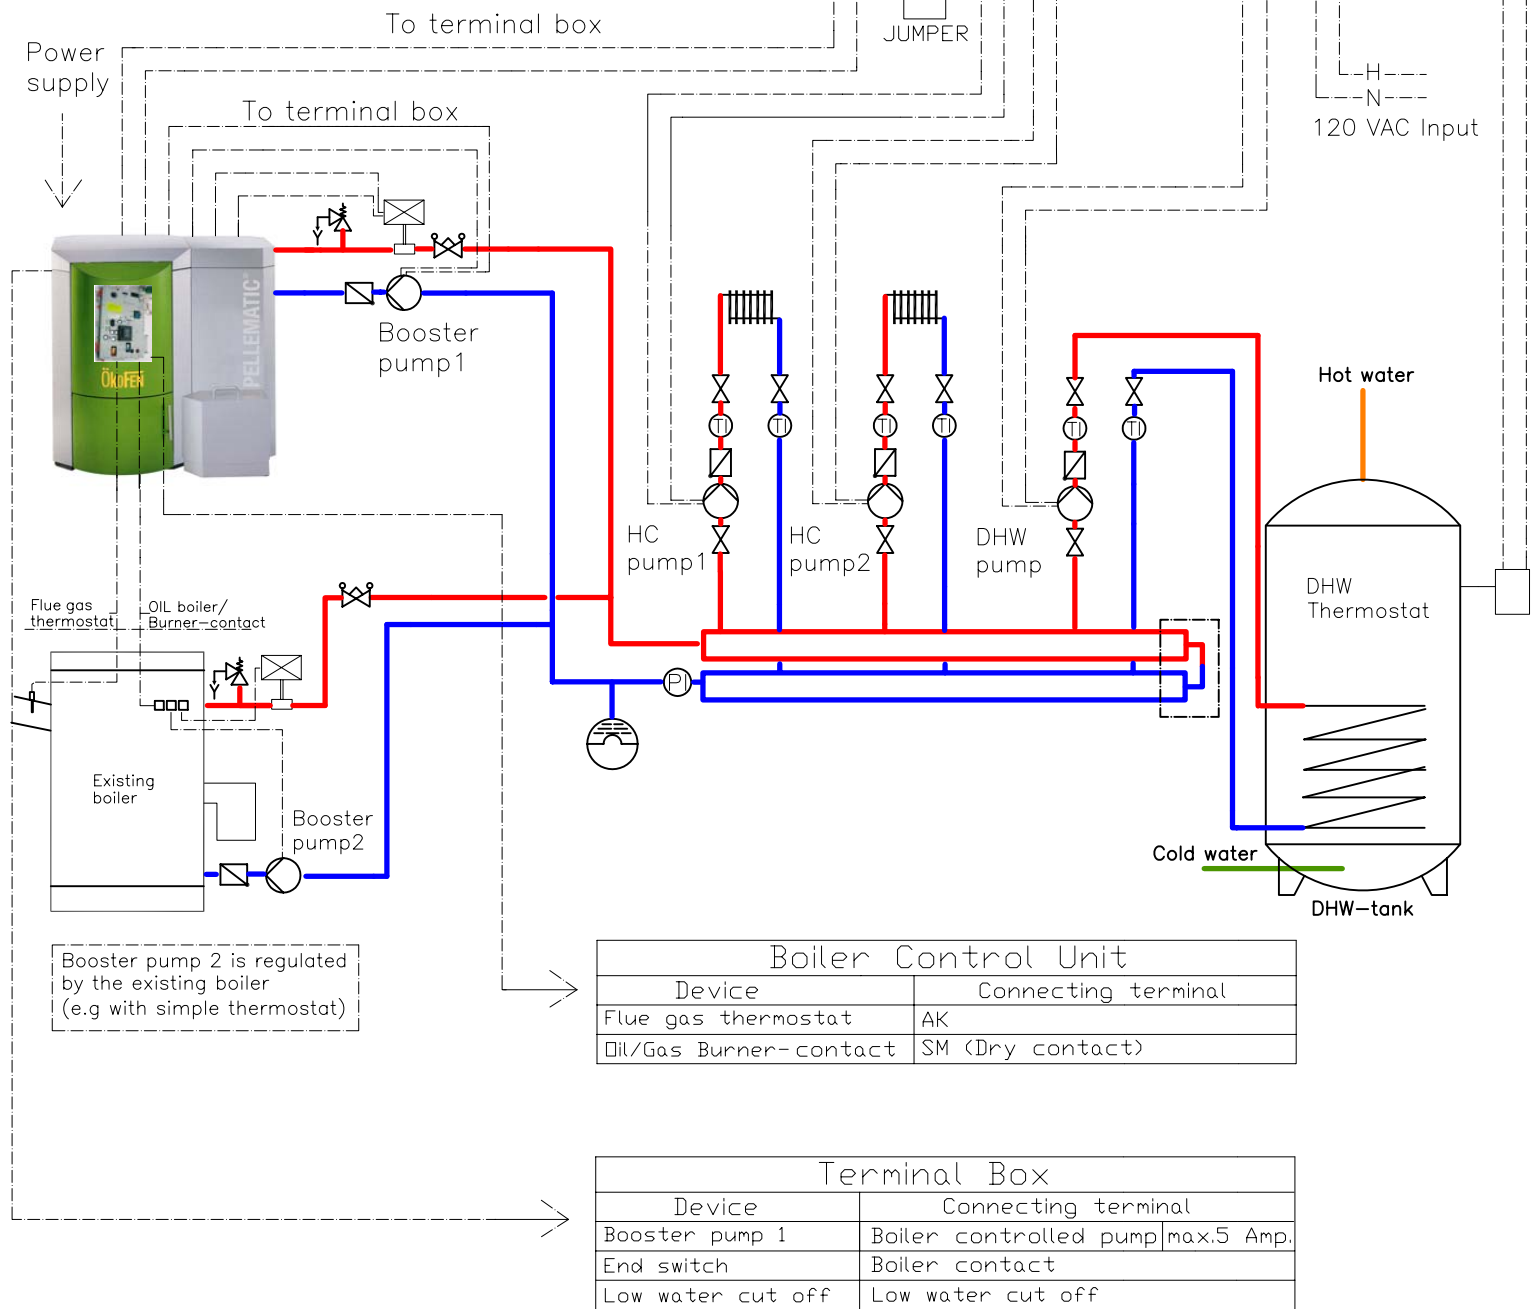 To terminal box
JUMPER
Power
supply
H
N
120 VAC Input
To terminal box
PELLEMATIC®
ÖkoFEN
Booster
pump1
Hot water
TI
TI
TI
TI
TI
TI
HC
pump1
HC
pump2
DHW
pump
DHW
Thermostat
Flue gas
thermostat
OIL boiler/
Burner-contact
PI
Existing
boiler
Booster
pump2
Cold water
DHW-tank
Booster pump 2 is regulated
by the existing boiler
(e.g with simple thermostat)
Boiler Control Unit
Device Connecting terminal
Flue gas thermostat AK
Oil/Gas Burner-contact SM (Dry contact)
Terminal Box
Device Connecting terminal
Booster pump 1 Boiler controlled pump max.5 Amp.
End switch Boiler contact
Low water cut off Low water cut off